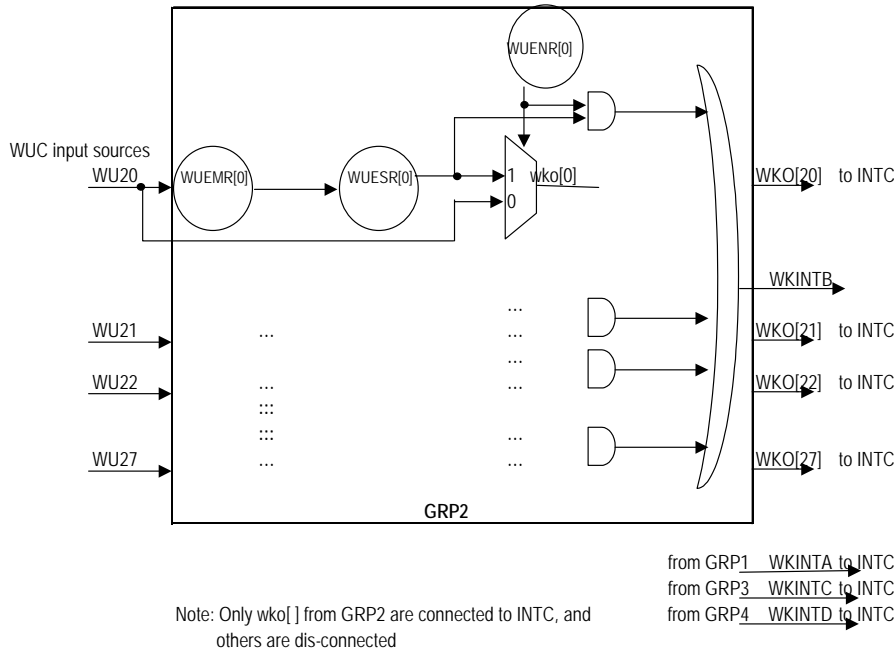 WUENR[0]
WUC input sources
WU20
WUEMR[0]
WUESR[0]
1
wko[0]
0
WKO[20] to INTC
WKINTB
WU21
...
...
...
WKO[21] to INTC
...
WU22
...
...
WKO[22] to INTC
:::
:::
...
WU27
...
...
WKO[27] to INTC
GRP2
from GRP1 WKINTA to INTC
from GRP3 WKINTC to INTC
from GRP4 WKINTD to INTC
Note: Only wko[ ] from GRP2 are connected to INTC, and
others are dis-connected